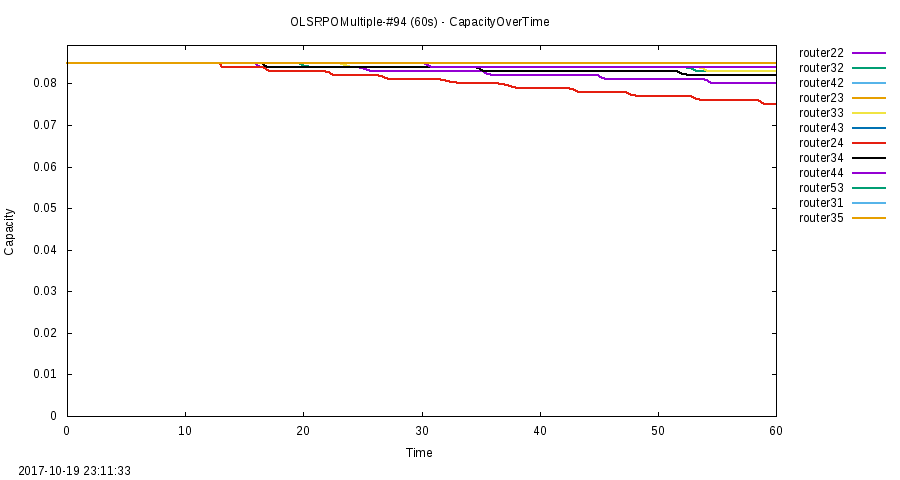 OLSRPOMultiple-#94 (60s) - CapacityOverTime
router22
router32
router42
router23
router33
router43
router24
router34
router44
router53
router31
router35
0.08
0.07
0.06
0.05
0.04
0.03
0.02
0.01
0
Capacity
0 10 20 30 40 50 60
Time
2017-10-19 23:11:33